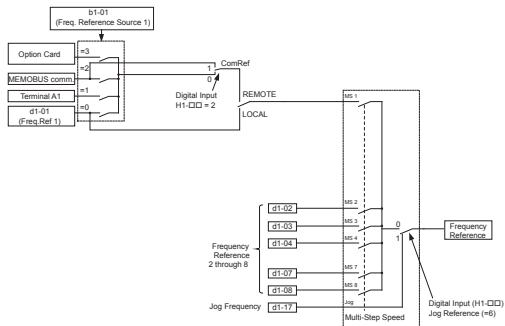 b1-01
(Freq. Reference Source 1)
Option Card
=3
ComRef
=2
1
MEMOBUS comm.
0
Terminal A1
=1
Digital Input
H1-□□ = 2
REMOTE
LOCAL
d1-01
(Freq.Ref 1)
=0
MS 1
MS 2
d1-02
MS 3
d1-03
MS 4
d1-04
Frequency
Reference
2 through 8
MS 7
d1-07
MS 8
d1-08
Jog Frequency
d1-17
Jog
0
1
Frequency
Reference
Digital Input (H1-□□)
Jog Reference (=6)
Multi-Step Speed